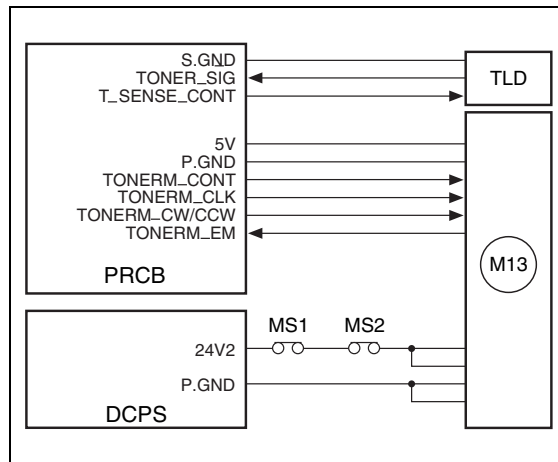 S.GND
TONER_SIG
T_SENSE_CONT
TLD
5V
P.GND
TONERM_CONT
TONERM_CLK
TONERM_CW/CCW
TONERM_EM
PRCB
M13
MS1 MS2
24V2
P.GND
DCPS